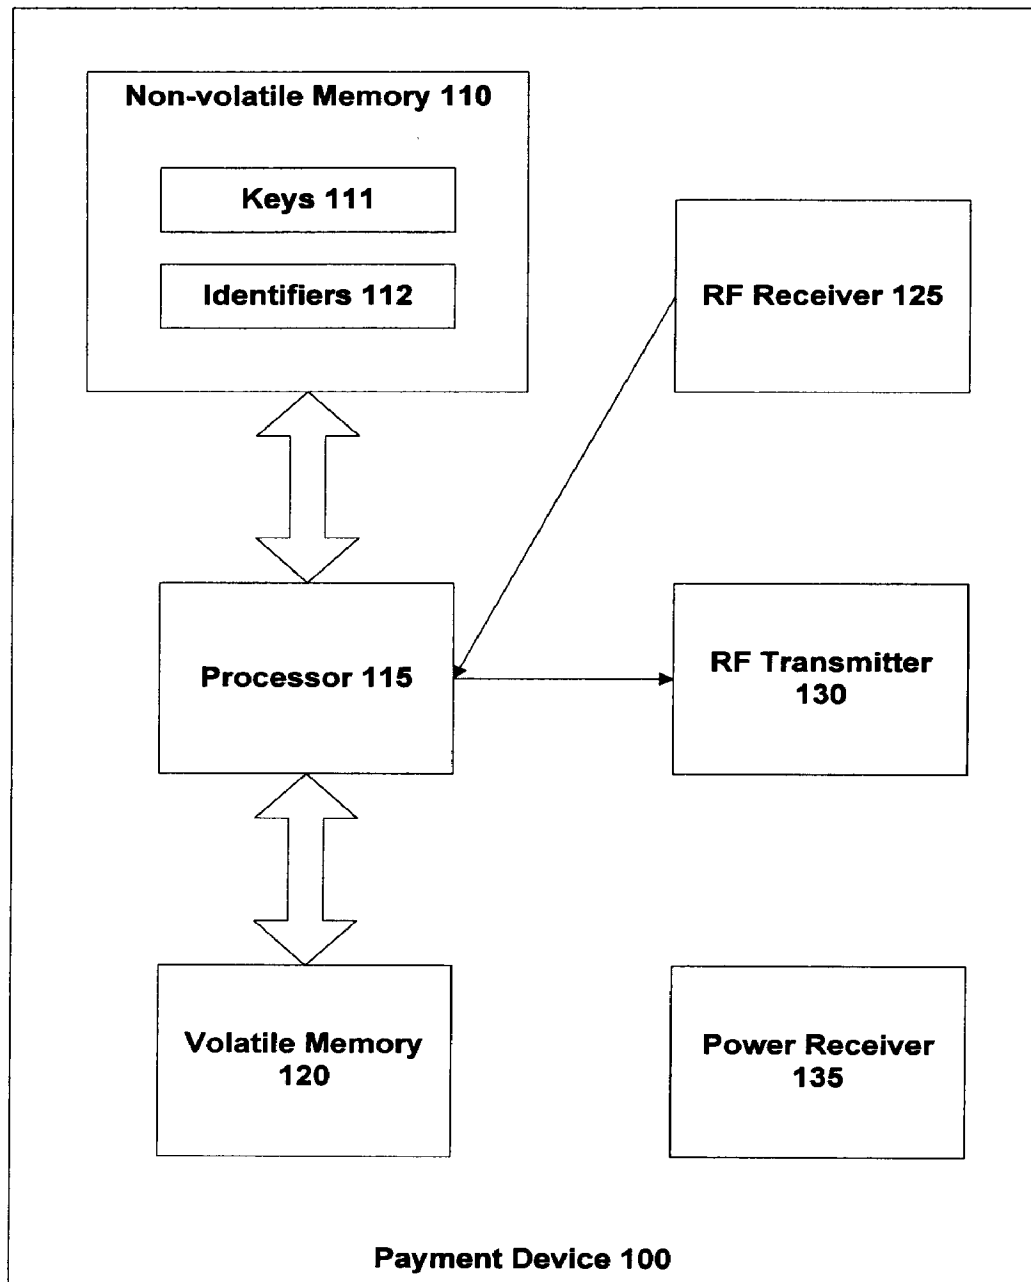 Non-volatile Memory 110
Keys 111
Identifiers 112
RF Receiver 125
Processor 115
RF Transmitter
130
Volatile Memory
120
Power Receiver
135
Payment Device 100